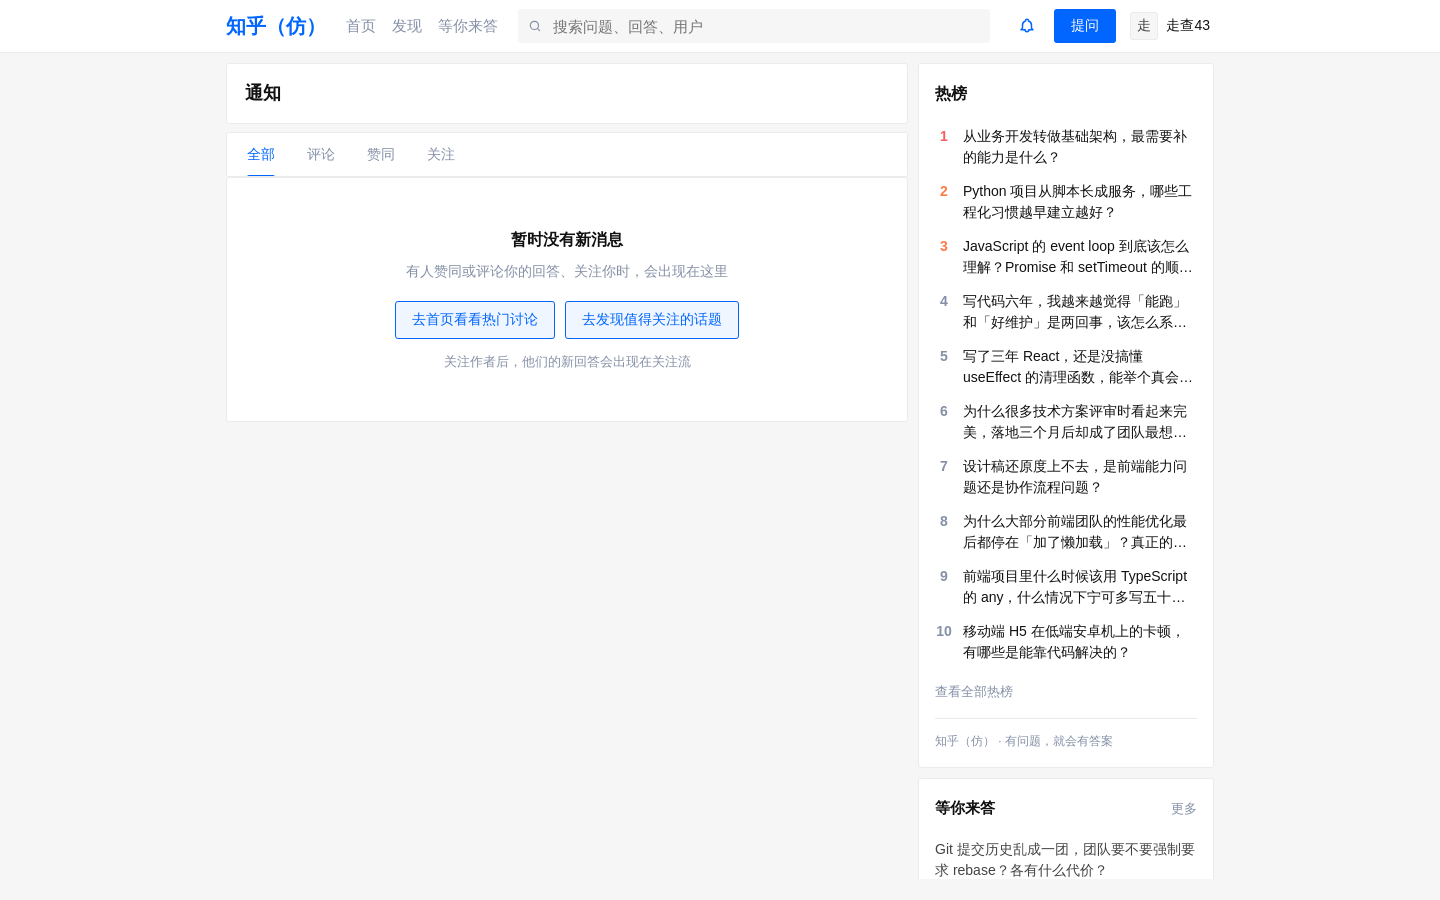 知乎（仿）
首页
发现
等你来答
搜索问题、回答、用户
提问
走
走查43
通知
全部
评论
赞同
关注
暂时没有新消息
有人赞同或评论你的回答、关注你时，会出现在这里
去首页看看热门讨论
去发现值得关注的话题
关注作者后，他们的新回答会出现在关注流
热榜
1
从业务开发转做基础架构，最需要补
的能力是什么？
2
Python 项目从脚本长成服务，哪些工
程化习惯越早建立越好？
3
JavaScript 的 event loop 到底该怎么
理解？Promise 和 setTimeout 的顺…
4
写代码六年，我越来越觉得「能跑」
和「好维护」是两回事，该怎么系…
5
写了三年 React，还是没搞懂
useEffect 的清理函数，能举个真会…
6
为什么很多技术方案评审时看起来完
美，落地三个月后却成了团队最想…
7
设计稿还原度上不去，是前端能力问
题还是协作流程问题？
8
为什么大部分前端团队的性能优化最
后都停在「加了懒加载」？真正的…
9
前端项目里什么时候该用 TypeScript
的 any，什么情况下宁可多写五十…
10
移动端 H5 在低端安卓机上的卡顿，
有哪些是能靠代码解决的？
查看全部热榜
知乎（仿） · 有问题，就会有答案
等你来答
更多
Git 提交历史乱成一团，团队要不要强制要
求 rebase？各有什么代价？